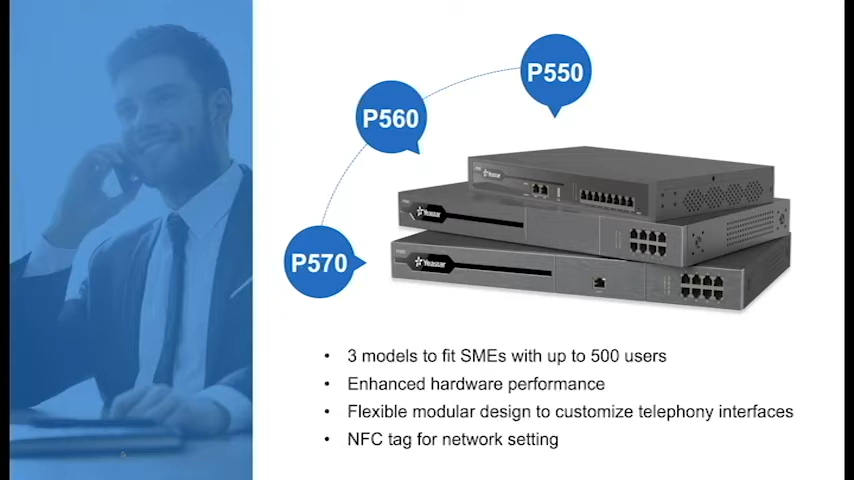 P550
P560
P570
Yeastar
Yeastar
Yeastar
• 3 models to fit SMEs with up to 500 users
• Enhanced hardware performance
• Flexible modular design to customize telephony interfaces
• NFC tag for network setting